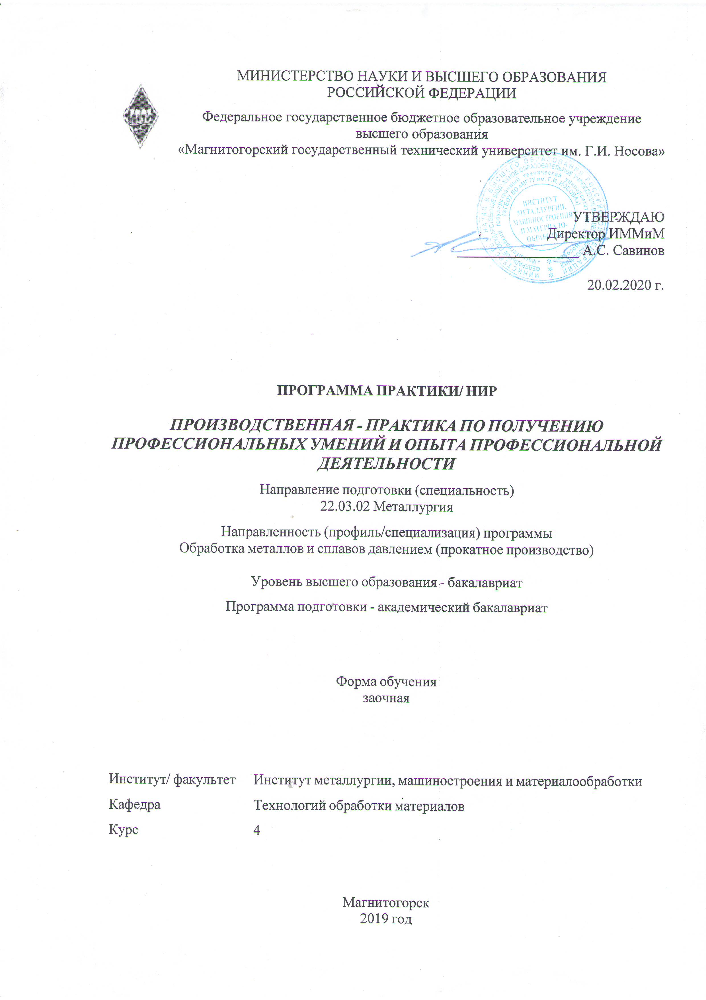 МИНИСТЕРСТВО НАУКИ И ВЫСШЕГО ОБРАЗОВАНИЯ
РОССИЙСКОЙ ФЕДЕРАЦИИ
МГТУ
Федеральное государственное бюджетное образовательное учреждение
высшего образования
«Магнитогорский государственный технический университет им. Г.И. Носова»
ИНСТИТУТ
МЕТАЛЛУРГИИ,
МАШИНОСТРОЕНИЯ
И МАТЕРИАЛО-
ОБРАБОТКИ
УТВЕРЖДАЮ
Директор ИММиМ
А.С. Савинов
20.02.2020 г.
ПРОГРАММА ПРАКТИКИ/ НИР
ПРОИЗВОДСТВЕННАЯ - ПРАКТИКА ПО ПОЛУЧЕНИЮ
ПРОФЕССИОНАЛЬНЫХ УМЕНИЙ И ОПЫТА ПРОФЕССИОНАЛЬНОЙ
ДЕЯТЕЛЬНОСТИ
Направление подготовки (специальность)
22.03.02 Металлургия
Направленность (профиль/специализация) программы
Обработка металлов и сплавов давлением (прокатное производство)
Уровень высшего образования - бакалавриат
Программа подготовки - академический бакалавриат
Форма обучения
заочная
Институт/ факультет Институт металлургии, машиностроения и материалообработки
Кафедра Технологий обработки материалов
Курс 4
Магнитогорск
2019 год